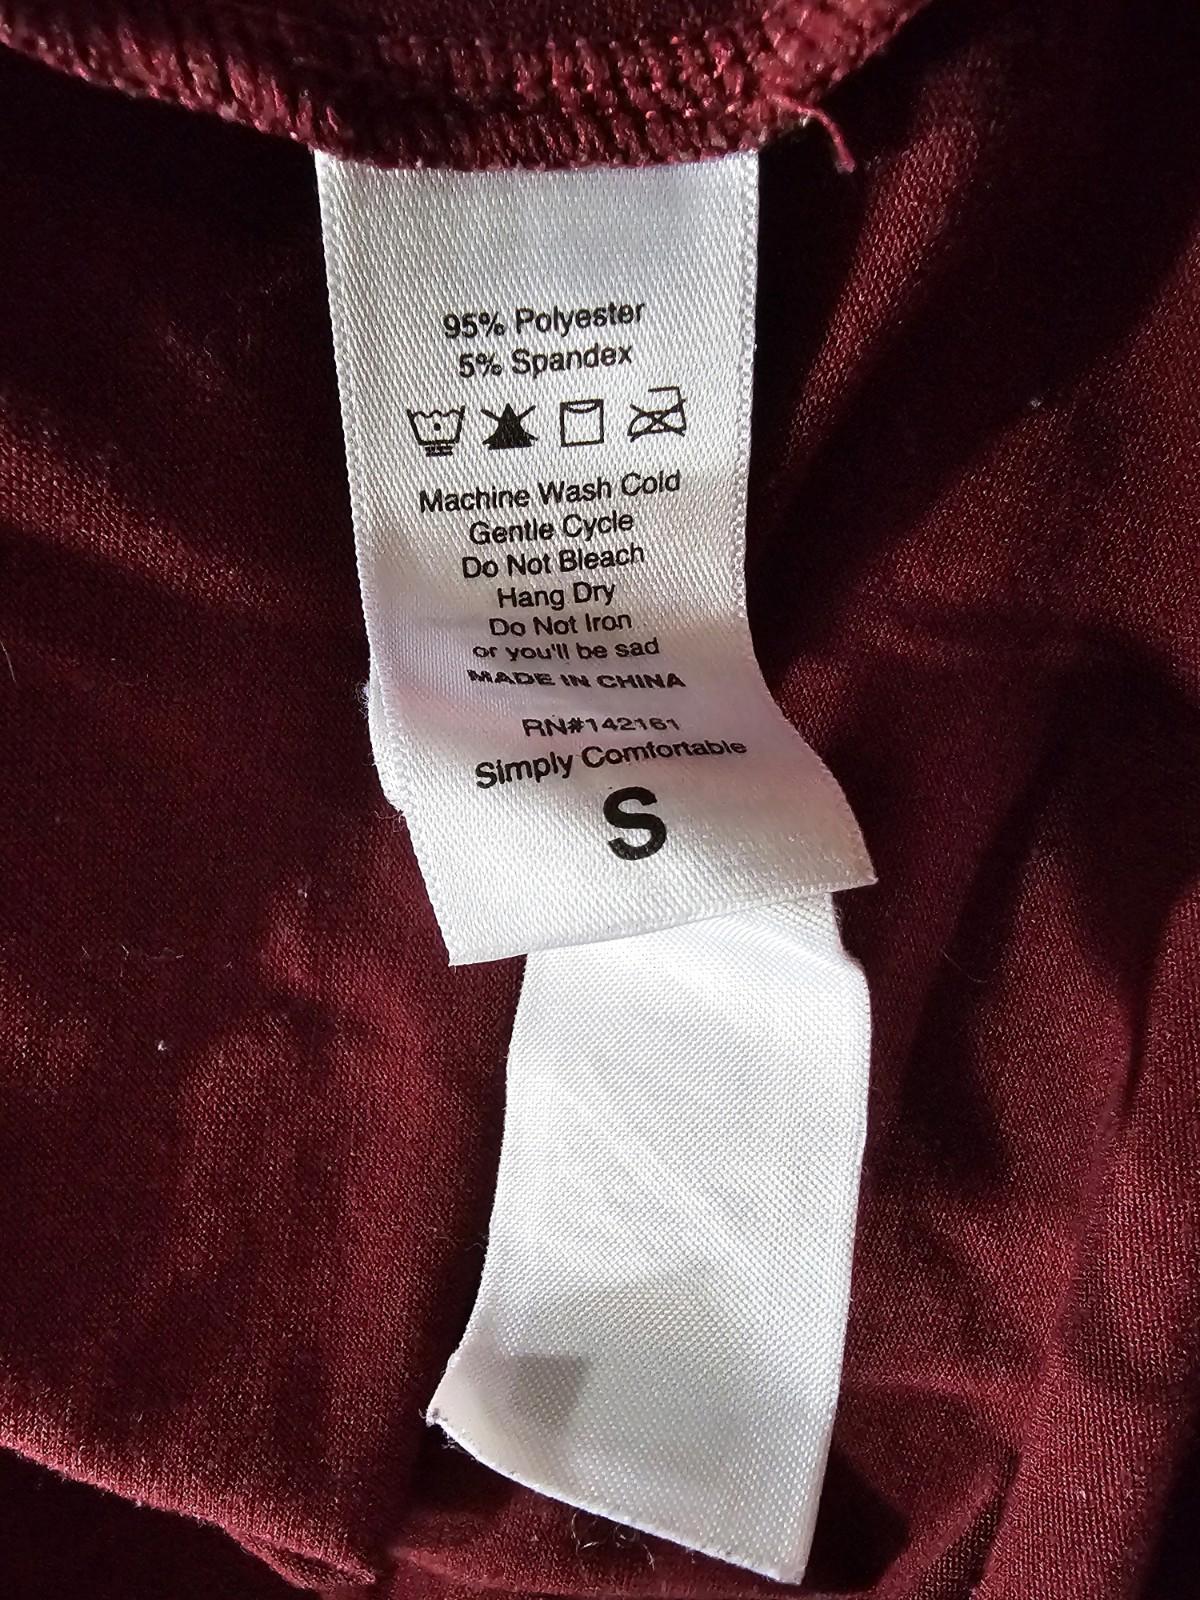 95% Polyester
5% Spandex
Machine Wash Cold
Gentle Cycle
Do Not Bleach
Hang Dry
Do Not Iron
or you'll be sad
MADE IN CHINA
RN#142161
Simply Comfortable
S